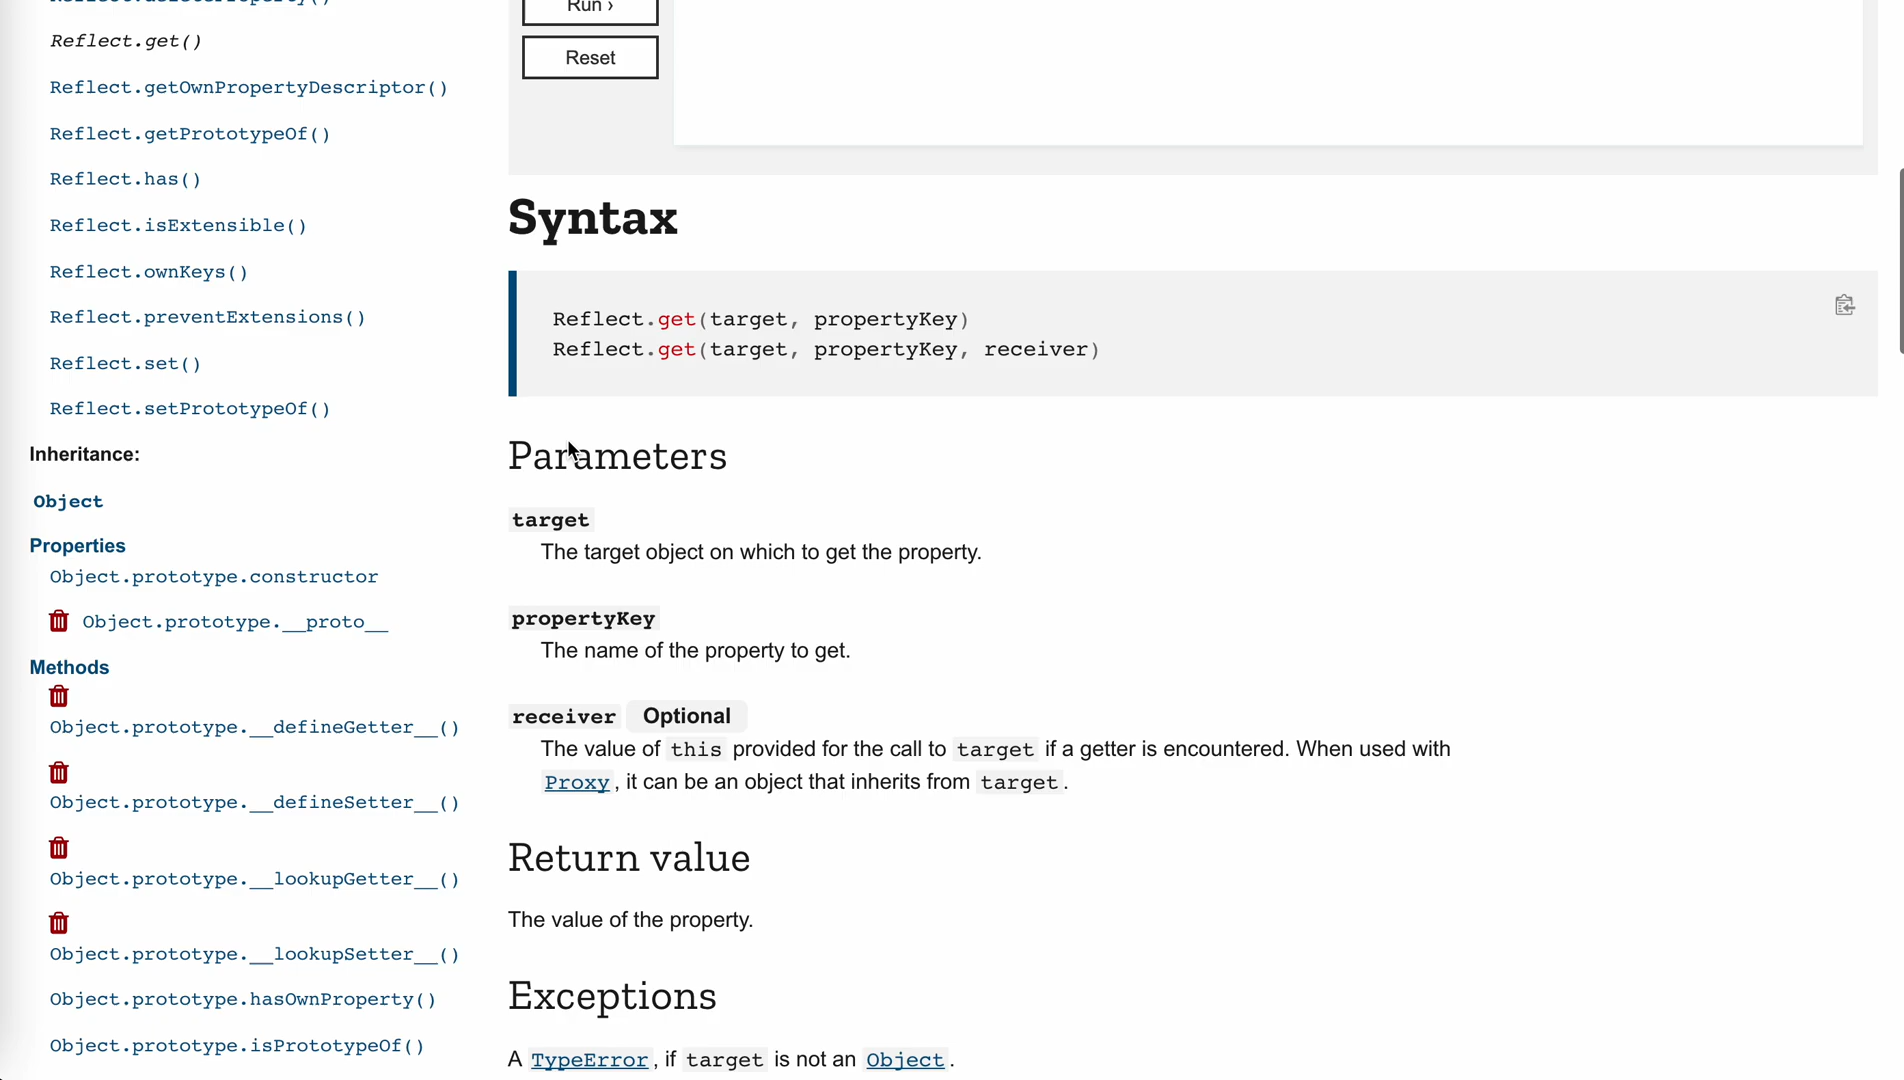 Reflect.get()
Reflect.getOwnPropertyDescriptor()
Reflect.getPrototypeOf()
Reflect.has()
Reflect.isExtensible()
Reflect.ownKeys()
Reflect.preventExtensions()
Reflect.set()
Reflect.setPrototypeOf()
Inheritance:
Object
Properties
Object.prototype.constructor
Object.prototype.__proto__
Methods
Object.prototype.__defineGetter__()
Object.prototype.__defineSetter__()
Object.prototype.__lookupGetter__()
Object.prototype.__lookupSetter__()
Object.prototype.hasOwnProperty()
Object.prototype.isPrototypeOf()
Run ›
Reset
Syntax
Reflect.get(target, propertyKey)
Reflect.get(target, propertyKey, receiver)
Parameters
target
The target object on which to get the property.
propertyKey
The name of the property to get.
receiver Optional
The value of this provided for the call to target if a getter is encountered. When used with
Proxy, it can be an object that inherits from target.
Return value
The value of the property.
Exceptions
A TypeError, if target is not an Object.